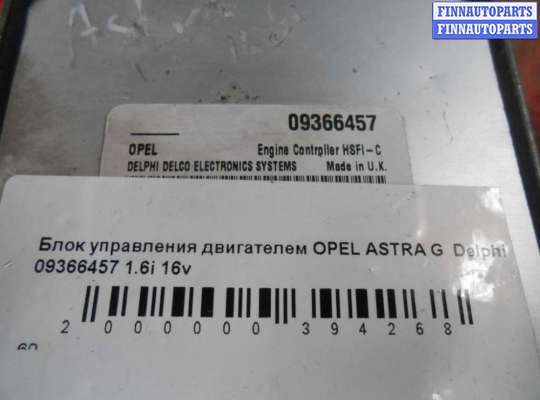 FINNAUTOPARTS
FINNAUTOPARTS
09366457
OPEL Engine Controller HSFI-C
DELPHI DELCO ELECTRONICS SYSTEMS Made in U.K.
Блок управления двигателем OPEL ASTRA G Delphi
09366457 1.6i 16v
2 000000 394268